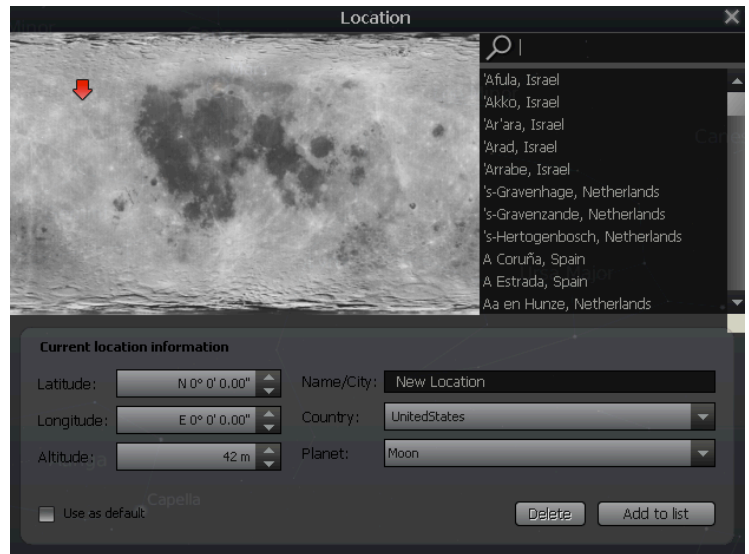 Location
'Afula, Israel
'Akko, Israel
'Ar'ara, Israel
'Arad, Israel
'Arrabe, Israel
's-Gravenhage, Netherlands
's-Gravenzande, Netherlands
's-Hertogenbosch, Netherlands
A Coruña, Spain
A Estrada, Spain
Aa en Hunze, Netherlands
Current location information
Latitude: N 0° 0' 0.00" Name/City: New Location
Longitude: E 0° 0' 0.00" Country: UnitedStates
Altitude: 42 m Planet: Moon
Capella
Use as default Delete Add to list